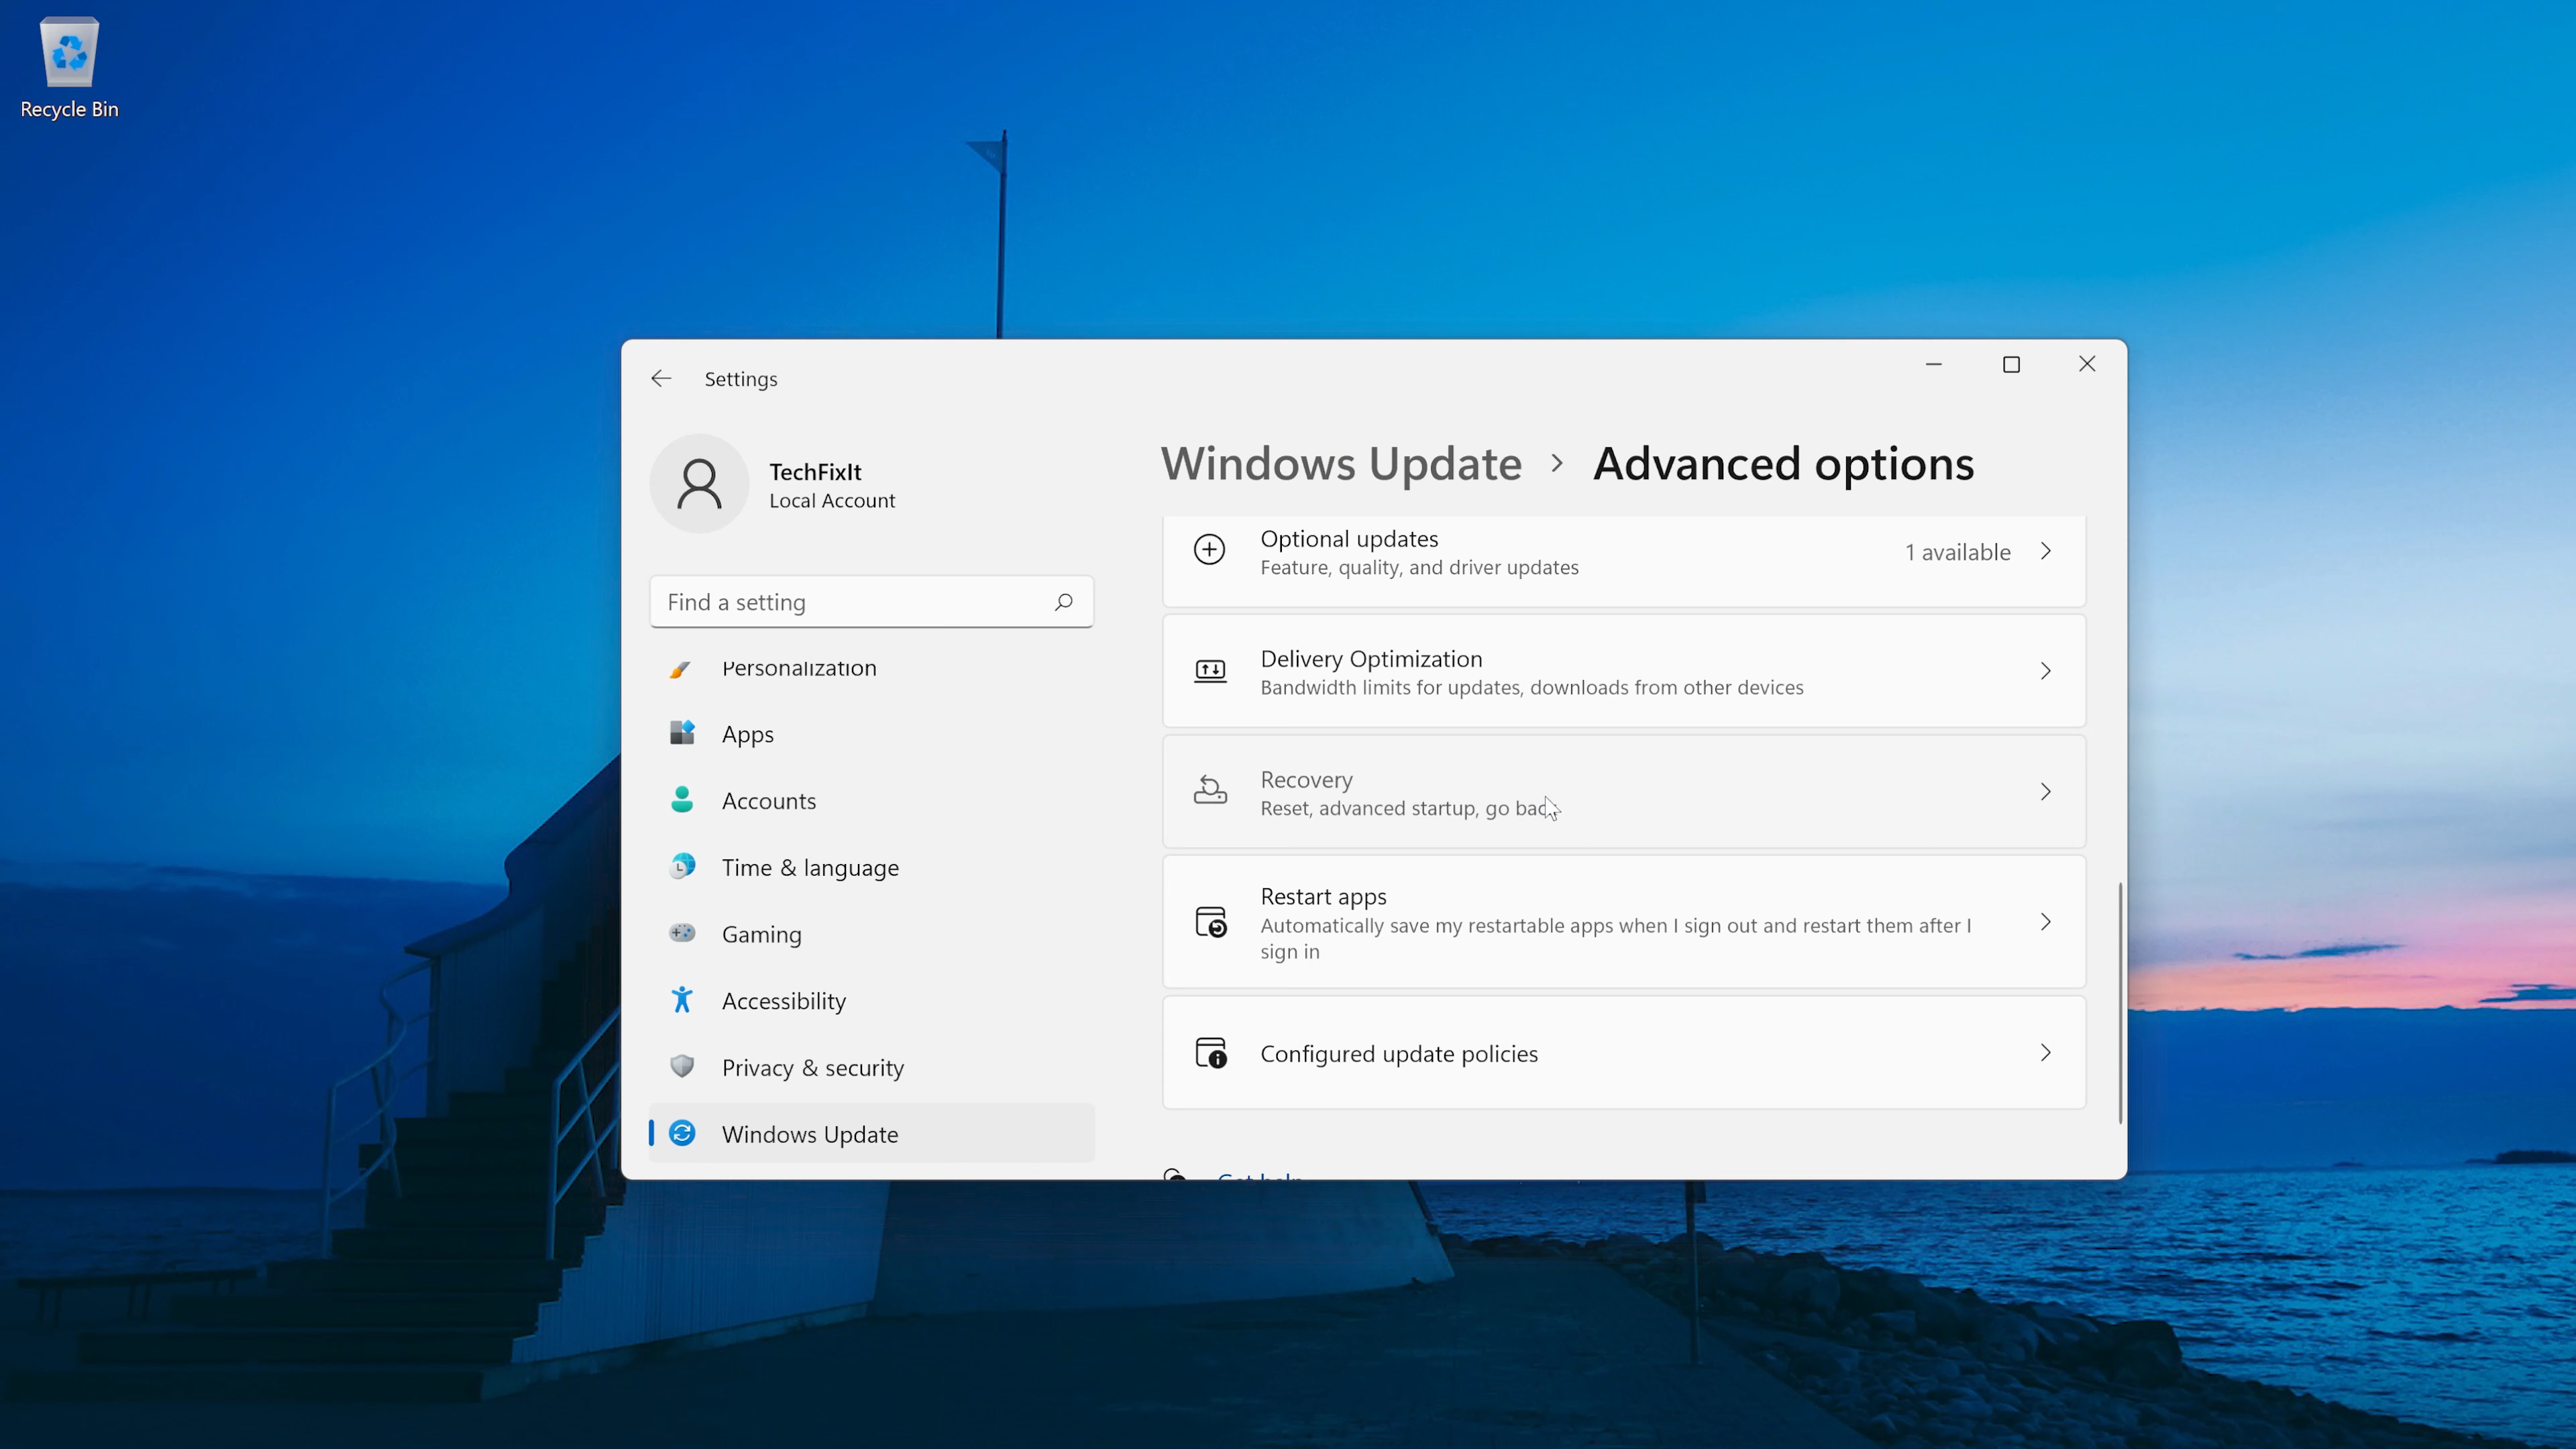 Recycle Bin
Settings
TechFixIt
Local Account
Find a setting
Personalization
Apps
Accounts
Time & language
Gaming
Accessibility
Privacy & security
Windows Update
Windows Update > Advanced options
Optional updates
Feature, quality, and driver updates
1 available
Delivery Optimization
Bandwidth limits for updates, downloads from other devices
Recovery
Reset, advanced startup, go back
Restart apps
Automatically save my restartable apps when I sign out and restart them after I
sign in
Configured update policies
Get help